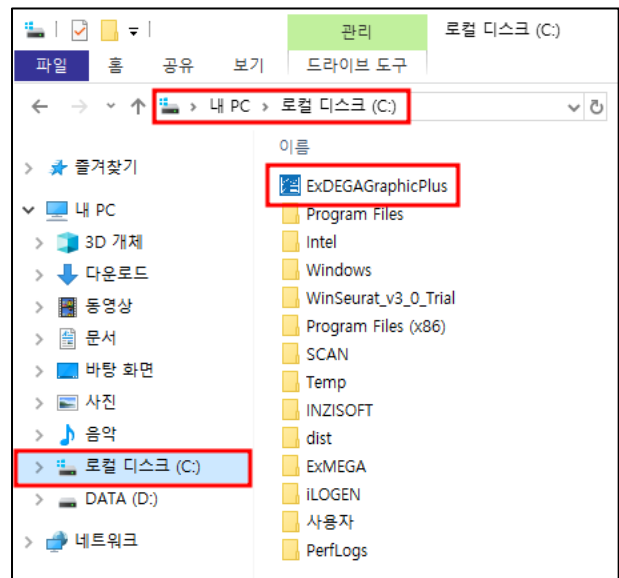 관리
로컬 디스크 (C:)
파일
홈
공유
보기
드라이브 도구
내 PC > 로컬 디스크 (C:)
즐겨찾기
내 PC
3D 개체
다운로드
동영상
문서
바탕 화면
사진
음악
로컬 디스크 (C:)
DATA (D:)
네트워크
이름
ExDEGAGraphicPlus
Program Files
Intel
Windows
WinSeurat_v3_0_Trial
Program Files (x86)
SCAN
Temp
INZISOFT
dist
ExMEGA
iLOGEN
사용자
PerfLogs